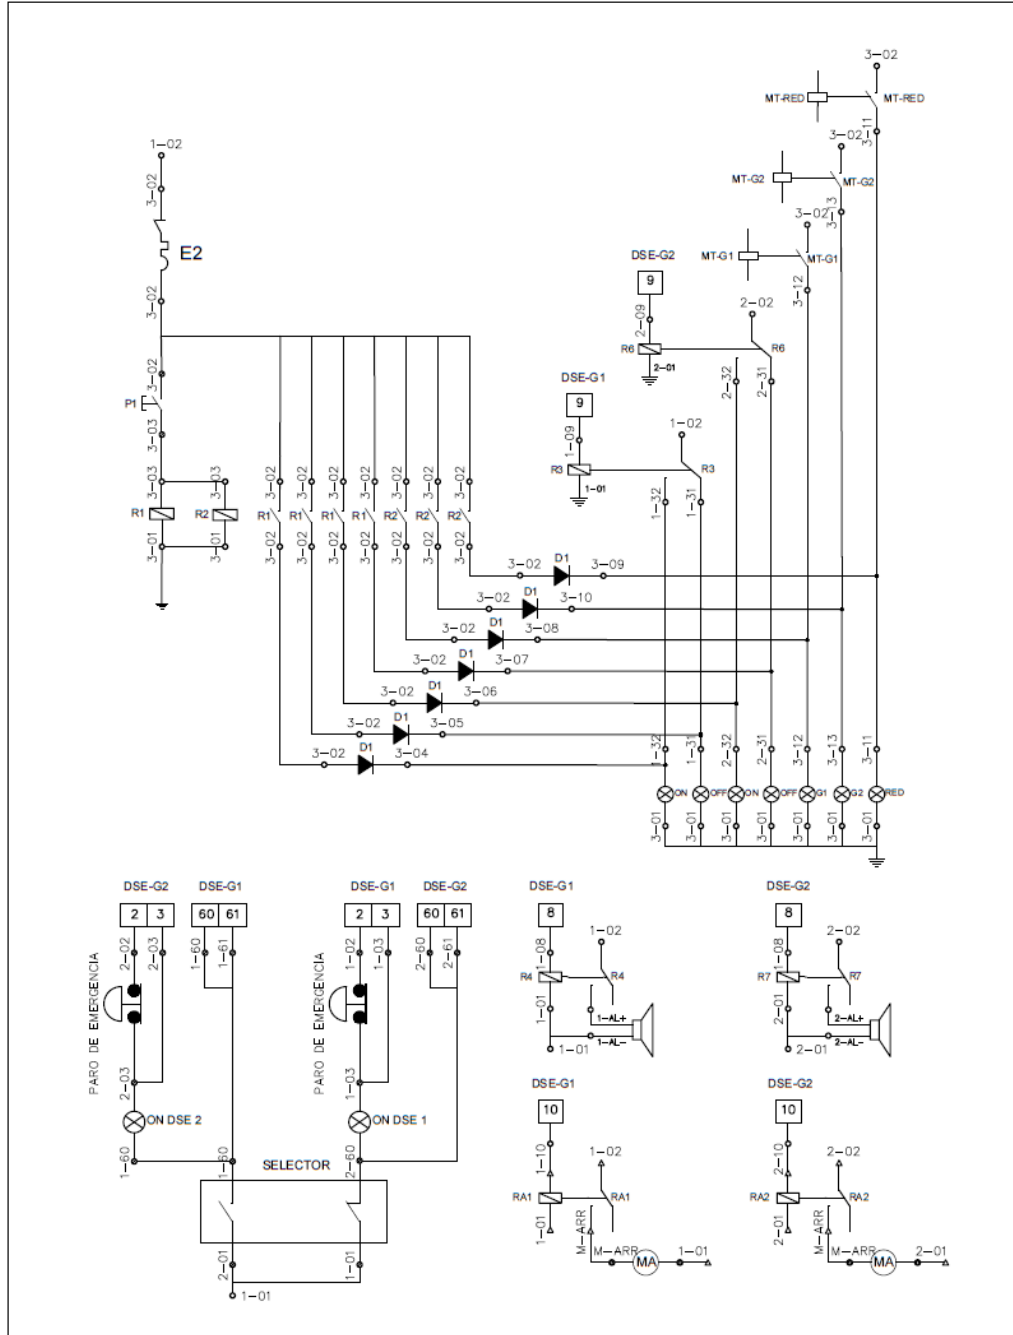 3-02
MT-RED
MT-RED
3-11
3-02
MT-G2
MT-G2
3-13
3-02
MT-G1
MT-G1
3-12
1-02
3-02
E2
3-02
DSE-G2
9
2-09
2-02
R6
R6
2-01
2-32
2-31
DSE-G1
9
1-09
1-02
R3
R3
1-01
1-32
1-31
3-02
P1
3-03
3-03 3-03 3-02 3-02 3-02 3-02 3-02 3-02 3-02
R1 R2 R1 R1 R1 R1 R2 R2 R2
3-01 3-01 3-02 3-02 3-02 3-02 3-02 3-02 3-02
3-02 D1 3-09
3-02 D1 3-10
3-02 D1 3-08
3-02 D1 3-07
3-02 D1 3-06
3-02 D1 3-05
3-02 D1 3-04
1-32 1-31 2-32 2-31 3-12 3-13 3-11
ON OFF ON OFF G1 G2 RED
3-01 3-01 3-01 3-01 3-01 3-01 3-01
DSE-G2 DSE-G1
2 3 60 61
2-02 2-03 1-60 1-61
PARO DE EMERGENCIA
2-03
ON DSE 2
1-60 1-60
DSE-G1 DSE-G2
2 3 60 61
1-02 1-03 2-60 2-61
PARO DE EMERGENCIA
1-03
ON DSE 1
2-60
SELECTOR
2-01 1-01
1-01
DSE-G1
8
1-08
1-02
R4 R4
1-01
1-AL+
1-AL-
1-01
DSE-G2
8
1-08
2-02
R7 R7
2-01
2-AL+
2-AL-
2-01
DSE-G1
10
1-10
1-02
RA1 RA1
1-01
M-ARR
M-ARR MA 1-01
DSE-G2
10
2-10
2-02
RA2 RA2
2-01
M-ARR
M-ARR MA 2-01